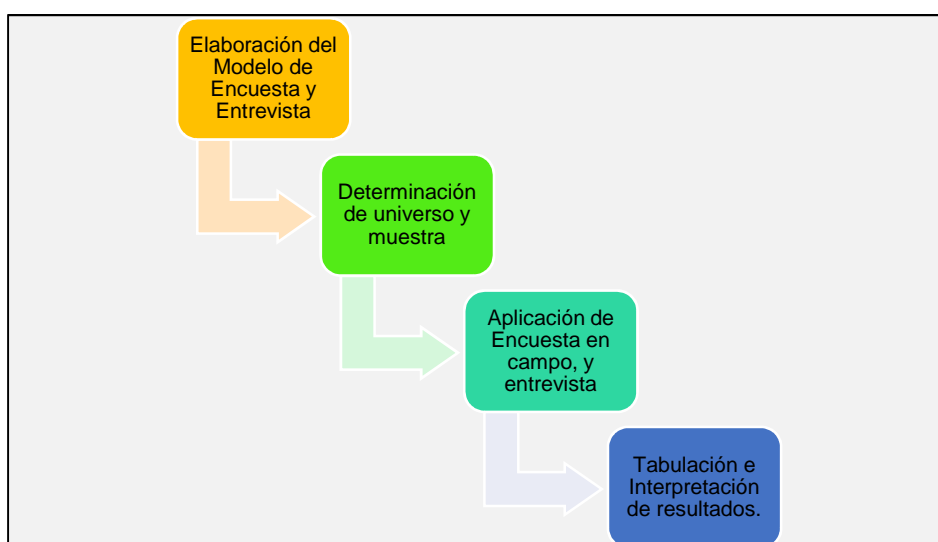 Elaboración del
Modelo de
Encuesta y
Entrevista
Determinación
de universo y
muestra
Aplicación de
Encuesta en
campo, y
entrevista
Tabulación e
Interpretación
de resultados.